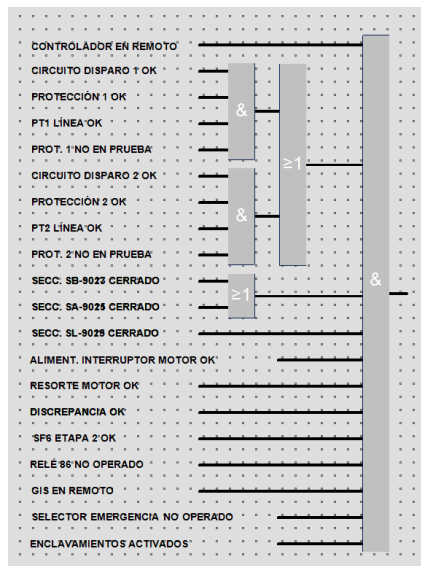 CONTROLADOR EN REMOTO
CIRCUITO DISPARO 1 OK
PROTECCIÓN 1 OK
PT1 LÍNEA OK
PROT. 1 NO EN PRUEBA
&
≥1
CIRCUITO DISPARO 2 OK
PROTECCIÓN 2 OK
PT2 LÍNEA OK
PROT. 2 NO EN PRUEBA
&
SECC. SB-9027 CERRADO
SECC. SA-9025 CERRADO
≥1
&
SECC. SL-9029 CERRADO
ALIMENT. INTERRUPTOR MOTOR OK
RESORTE MOTOR OK
DISCREPANCIA OK
SF6 ETAPA 2 OK
RELÉ 86 NO OPERADO
GIS EN REMOTO
SELECTOR EMERGENCIA NO OPERADO
ENCLAVAMIENTOS ACTIVADOS